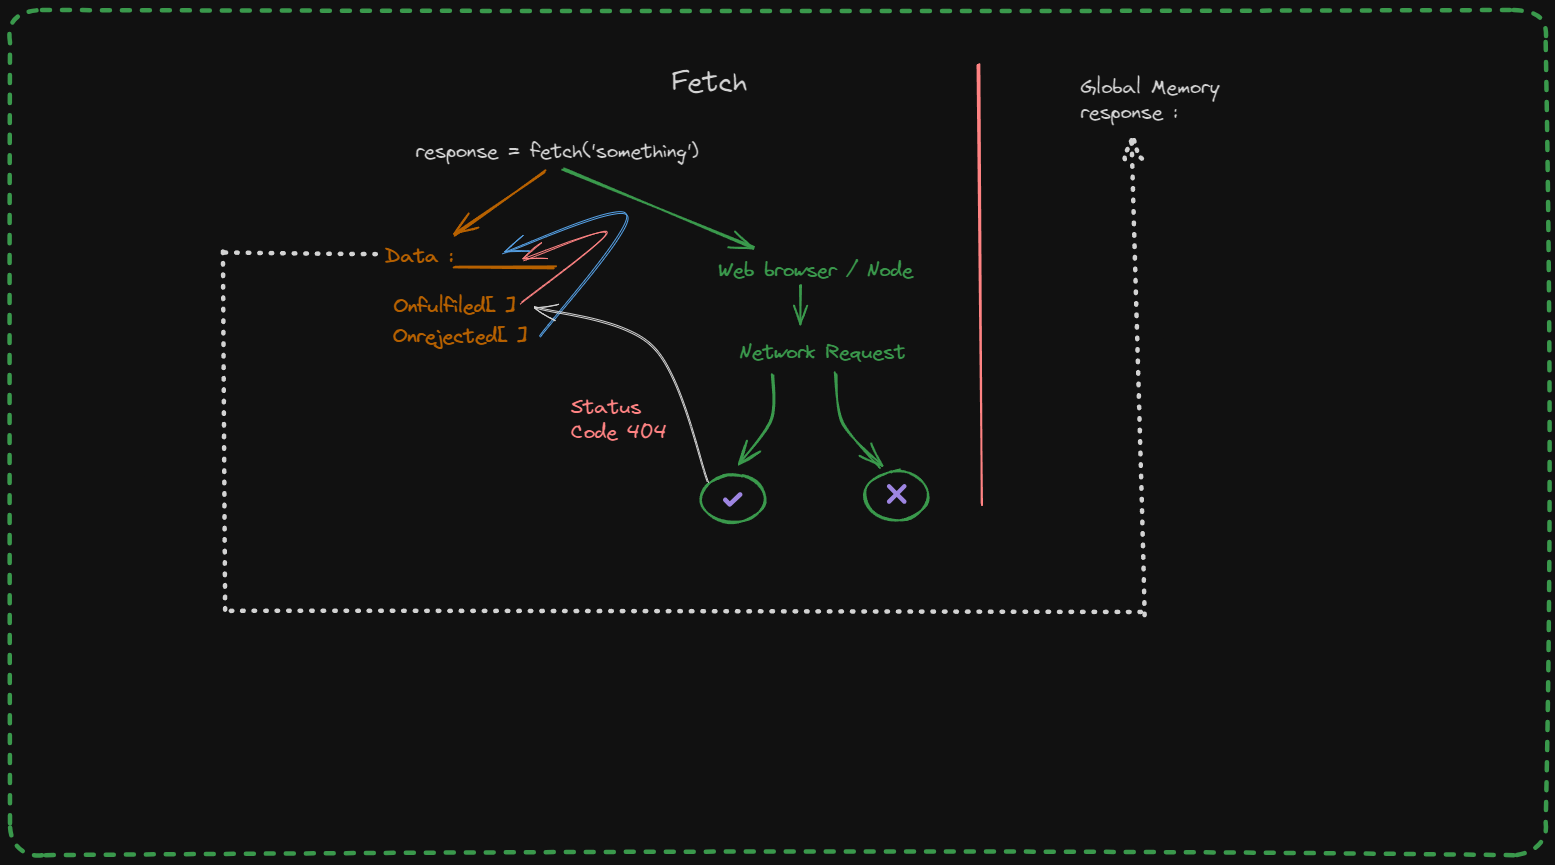 Fetch
Global Memory
response :
response = fetch('something')
Data :
Web browser / Node
Onfulfiled[ ]
Onrejected[ ]
Network Request
Status
Code 404